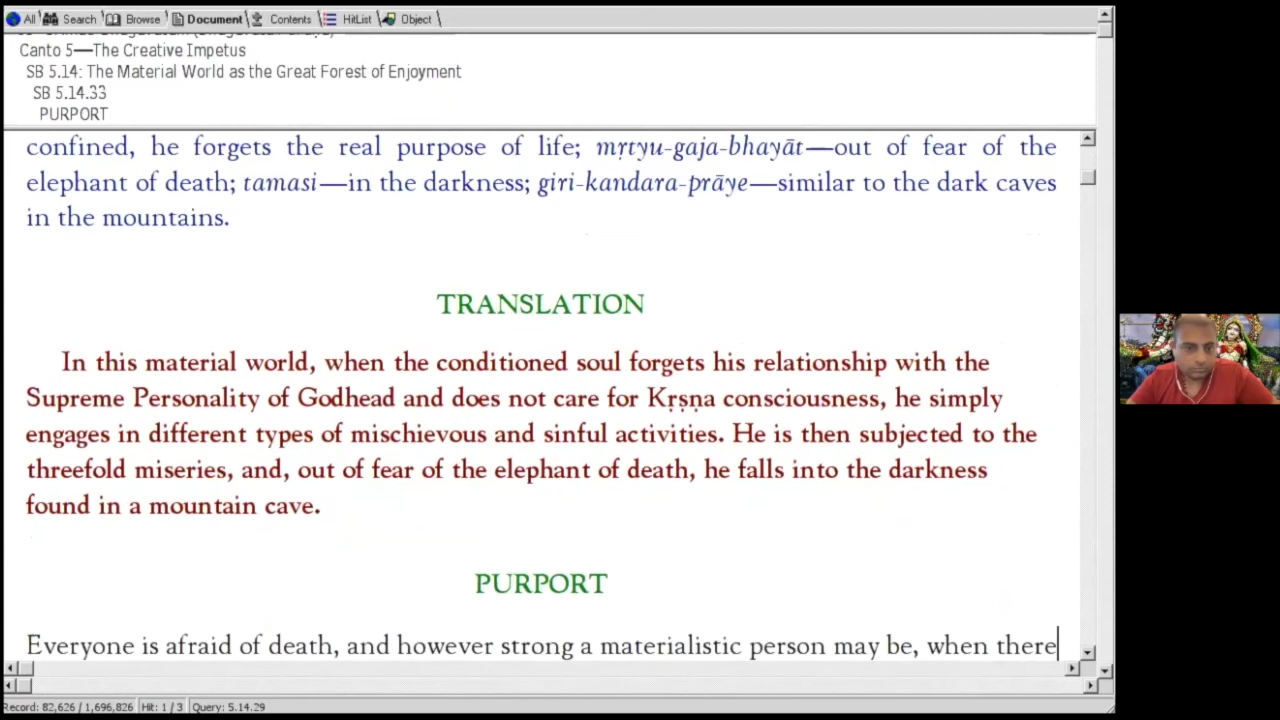 All Search Browse Document Contents HitList Object
Canto 5—The Creative Impetus
SB 5.14: The Material World as the Great Forest of Enjoyment
SB 5.14.33
PURPORT
confined, he forgets the real purpose of life; mṛtyu-gaja-bhayāt—out of fear of the
elephant of death; tamasi—in the darkness; giri-kandara-prāye—similar to the dark caves
in the mountains.
TRANSLATION
In this material world, when the conditioned soul forgets his relationship with the
Supreme Personality of Godhead and does not care for Kṛṣṇa consciousness, he simply
engages in different types of mischievous and sinful activities. He is then subjected to the
threefold miseries, and, out of fear of the elephant of death, he falls into the darkness
found in a mountain cave.
PURPORT
Everyone is afraid of death, and however strong a materialistic person may be, when there
Record: 82,626 / 1,696,826 Hit: 1 / 3 Query: 5.14.29